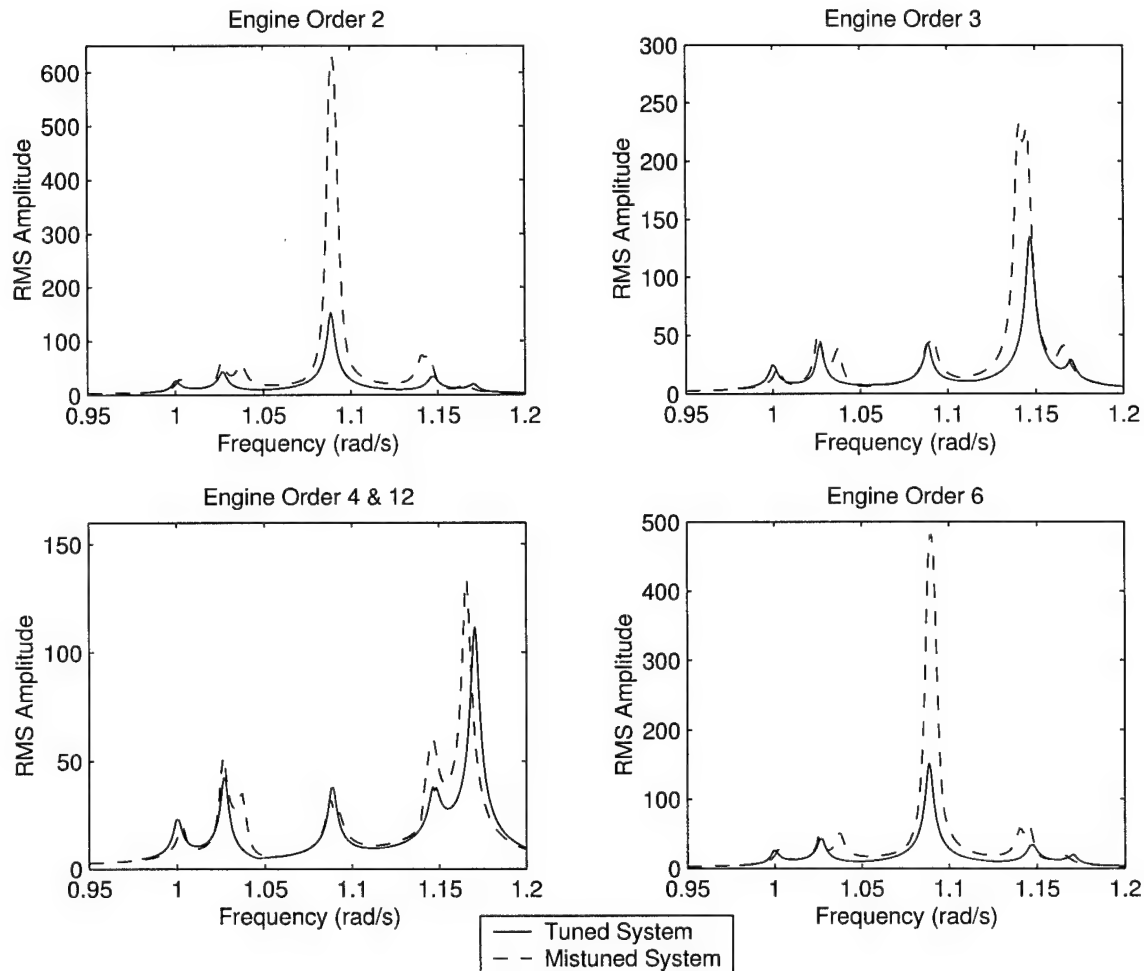 Engine Order 2
600
500
400
300
200
100
0
RMS Amplitude
0.95 1 1.05 1.1 1.15 1.2
Frequency (rad/s)
Engine Order 3
300
250
200
150
100
50
0
RMS Amplitude
0.95 1 1.05 1.1 1.15 1.2
Frequency (rad/s)
Engine Order 4 & 12
150
100
50
0
RMS Amplitude
0.95 1 1.05 1.1 1.15 1.2
Frequency (rad/s)
Engine Order 6
500
400
300
200
100
0
RMS Amplitude
0.95 1 1.05 1.1 1.15 1.2
Frequency (rad/s)
Tuned System
Mistuned System